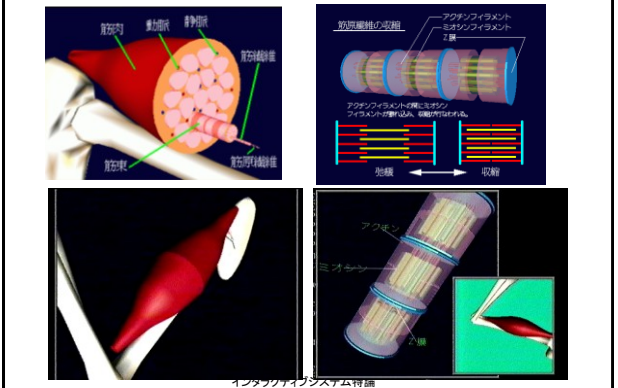 筋肉
動脈
静脈
筋繊維
筋束
筋原繊維
筋原繊維の収縮
アクチンフィラメント
ミオシンフィラメント
Z膜
アクチンフィラメントの間にミオシン
フィラメントが割り込み、収縮が行なわれる。
弛緩
収縮
アクチン
ミオシン
Z膜
インタラクティブシステム特論